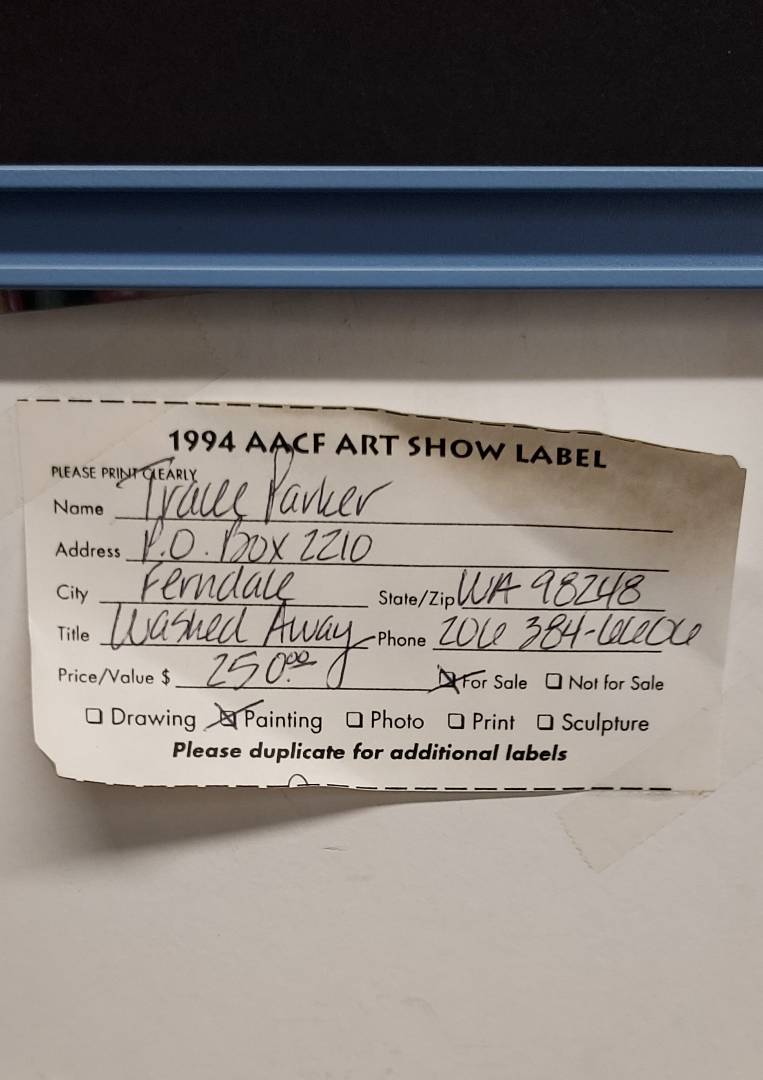 1994 AACF ART SHOW LABEL
PLEASE PRINT CLEARLY
Name Tracee Parker
Address P.O. Box 2210
City Ferndale State/Zip WA 98248
Title Washed Away Phone 206 384-6606
Price/Value $ 250.00 For Sale Not for Sale
Drawing Painting Photo Print Sculpture
Please duplicate for additional labels